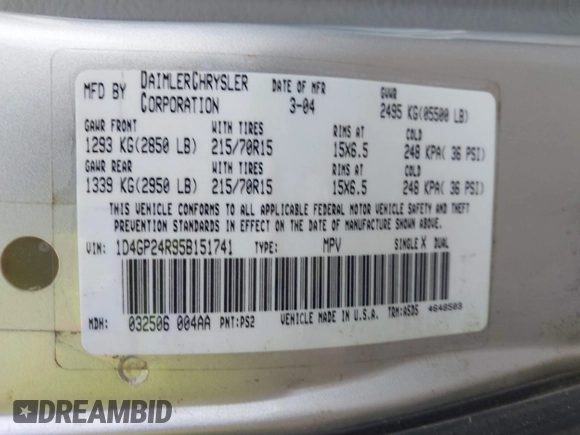 MFD BY DAIMLERCHRYSLER CORPORATION DATE OF MFR 3-04 GVWR 2495 KG(05500 LB)
GAWR FRONT WITH TIRES RIMS AT COLD
1293 KG(2850 LB) 215/70R15 15X6.5 248 KPA( 36 PSI)
GAWR REAR WITH TIRES RIMS AT COLD
1339 KG(2950 LB) 215/70R15 15X6.5 248 KPA( 36 PSI)
THIS VEHICLE CONFORMS TO ALL APPLICABLE FEDERAL MOTOR VEHICLE SAFETY AND THEFT
PREVENTION STANDARDS IN EFFECT ON THE DATE OF MANUFACTURE SHOWN ABOVE.
VIN: 1D4GP24R95B151741 TYPE: MPV SINGLE X DUAL
MDH: 032506 004AA PNT:PS2 VEHICLE MADE IN U.S.A. TRM:ASDS 4648503
DREAMBID